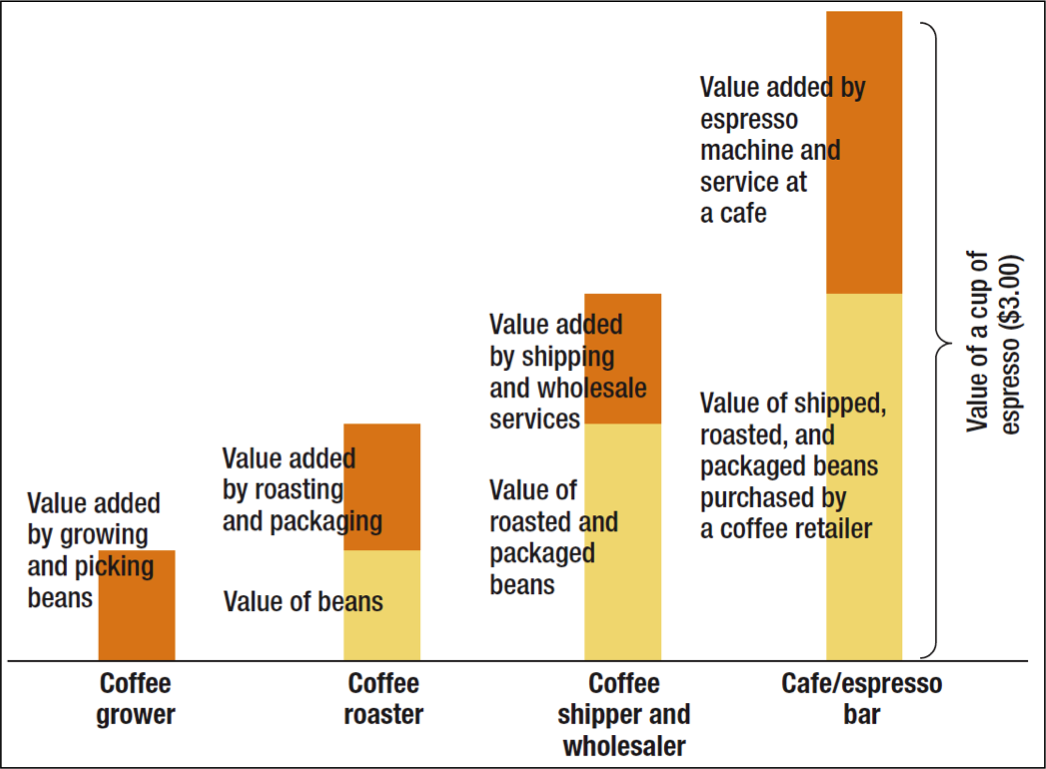 Value added
by growing
and picking
beans
Value added
by roasting
and packaging
Value of beans
Value added
by shipping
and wholesale
services
Value of
roasted and
packaged
beans
Value added by
espresso
machine and
service at
a cafe
Value of shipped,
roasted, and
packaged beans
purchased by
a coffee retailer
Value of a cup of
espresso ($3.00)
Coffee
grower
Coffee
roaster
Coffee
shipper and
wholesaler
Cafe/espresso
bar